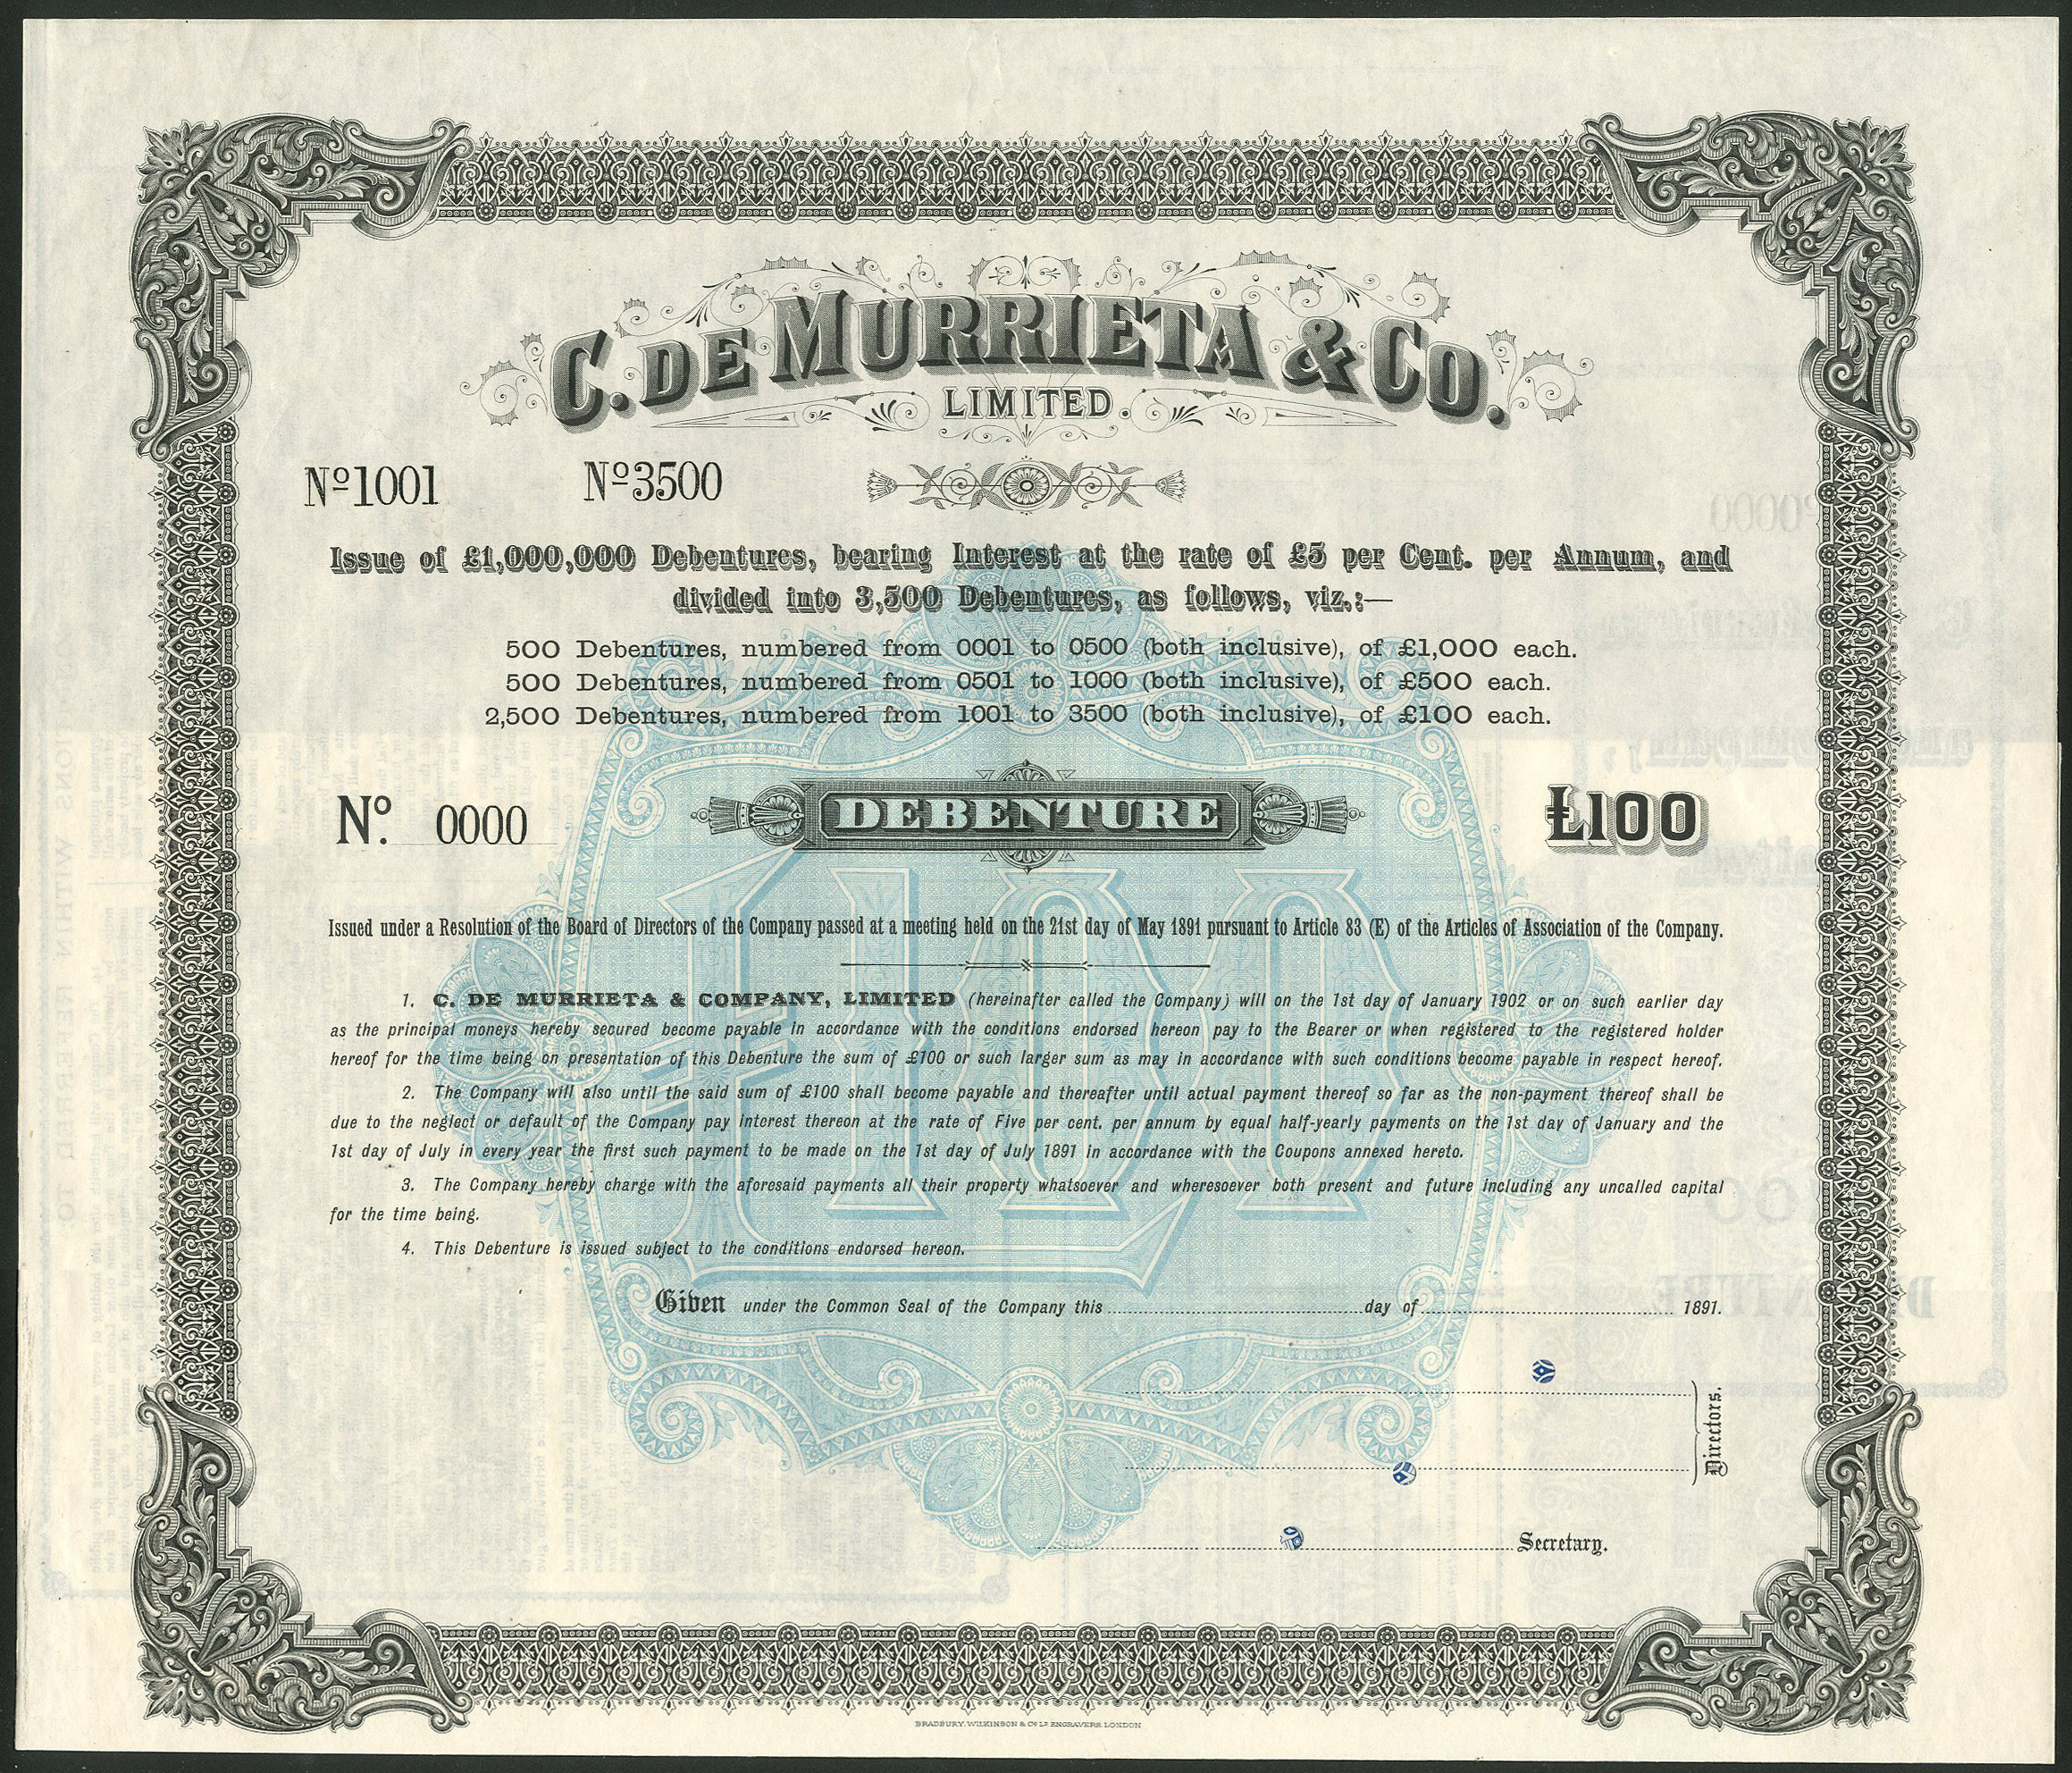 C. DE MURRIETA & CO.
LIMITED.
Nº1001 Nº3500
Issue of £1,000,000 Debentures, bearing Interest at the rate of £5 per Cent. per Annum, and
divided into 3,500 Debentures, as follows, viz.:—
500 Debentures, numbered from 0001 to 0500 (both inclusive), of £1,000 each.
500 Debentures, numbered from 0501 to 1000 (both inclusive), of £500 each.
2,500 Debentures, numbered from 1001 to 3500 (both inclusive), of £100 each.
Nº. 0000 DEBENTURE £100
£100
Issued under a Resolution of the Board of Directors of the Company passed at a meeting held on the 21st day of May 1891 pursuant to Article 83 (E) of the Articles of Association of the Company.
1. C. DE MURRIETA & COMPANY, LIMITED (hereinafter called the Company) will on the 1st day of January 1902 or on such earlier day
as the principal moneys hereby secured become payable in accordance with the conditions endorsed hereon pay to the Bearer or when registered to the registered holder
hereof for the time being on presentation of this Debenture the sum of £100 or such larger sum as may in accordance with such conditions become payable in respect hereof.
2. The Company will also until the said sum of £100 shall become payable and thereafter until actual payment thereof so far as the non-payment thereof shall be
due to the neglect or default of the Company pay interest thereon at the rate of Five per cent. per annum by equal half-yearly payments on the 1st day of January and the
1st day of July in every year the first such payment to be made on the 1st day of July 1891 in accordance with the Coupons annexed hereto.
3. The Company hereby charge with the aforesaid payments all their property whatsoever and wheresoever both present and future including any uncalled capital
for the time being.
4. This Debenture is issued subject to the conditions endorsed hereon.
Given under the Common Seal of the Company this day of 1891.
Directors.
Secretary.
BRADBURY, WILKINSON & Cº Lº ENGRAVERS, LONDON